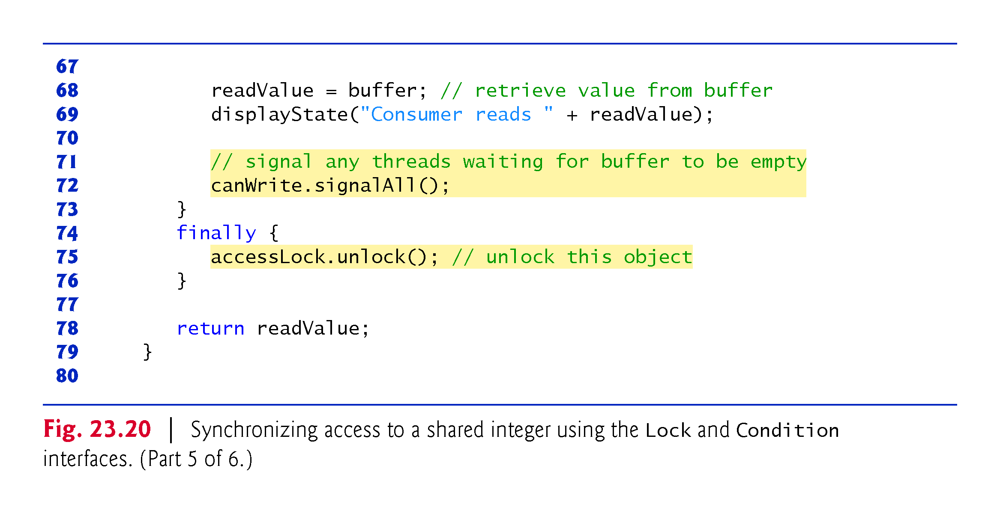 67
68 readValue = buffer; // retrieve value from buffer
69 displayState("Consumer reads " + readValue);
70
71 // signal any threads waiting for buffer to be empty
72 canWrite.signalAll();
73 }
74 finally {
75 accessLock.unlock(); // unlock this object
76 }
77
78 return readValue;
79 }
80
Fig. 23.20 | Synchronizing access to a shared integer using the Lock and Condition
interfaces. (Part 5 of 6.)